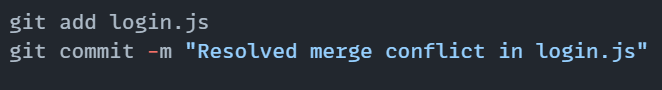 git add login.js
git commit -m "Resolved merge conflict in login.js"